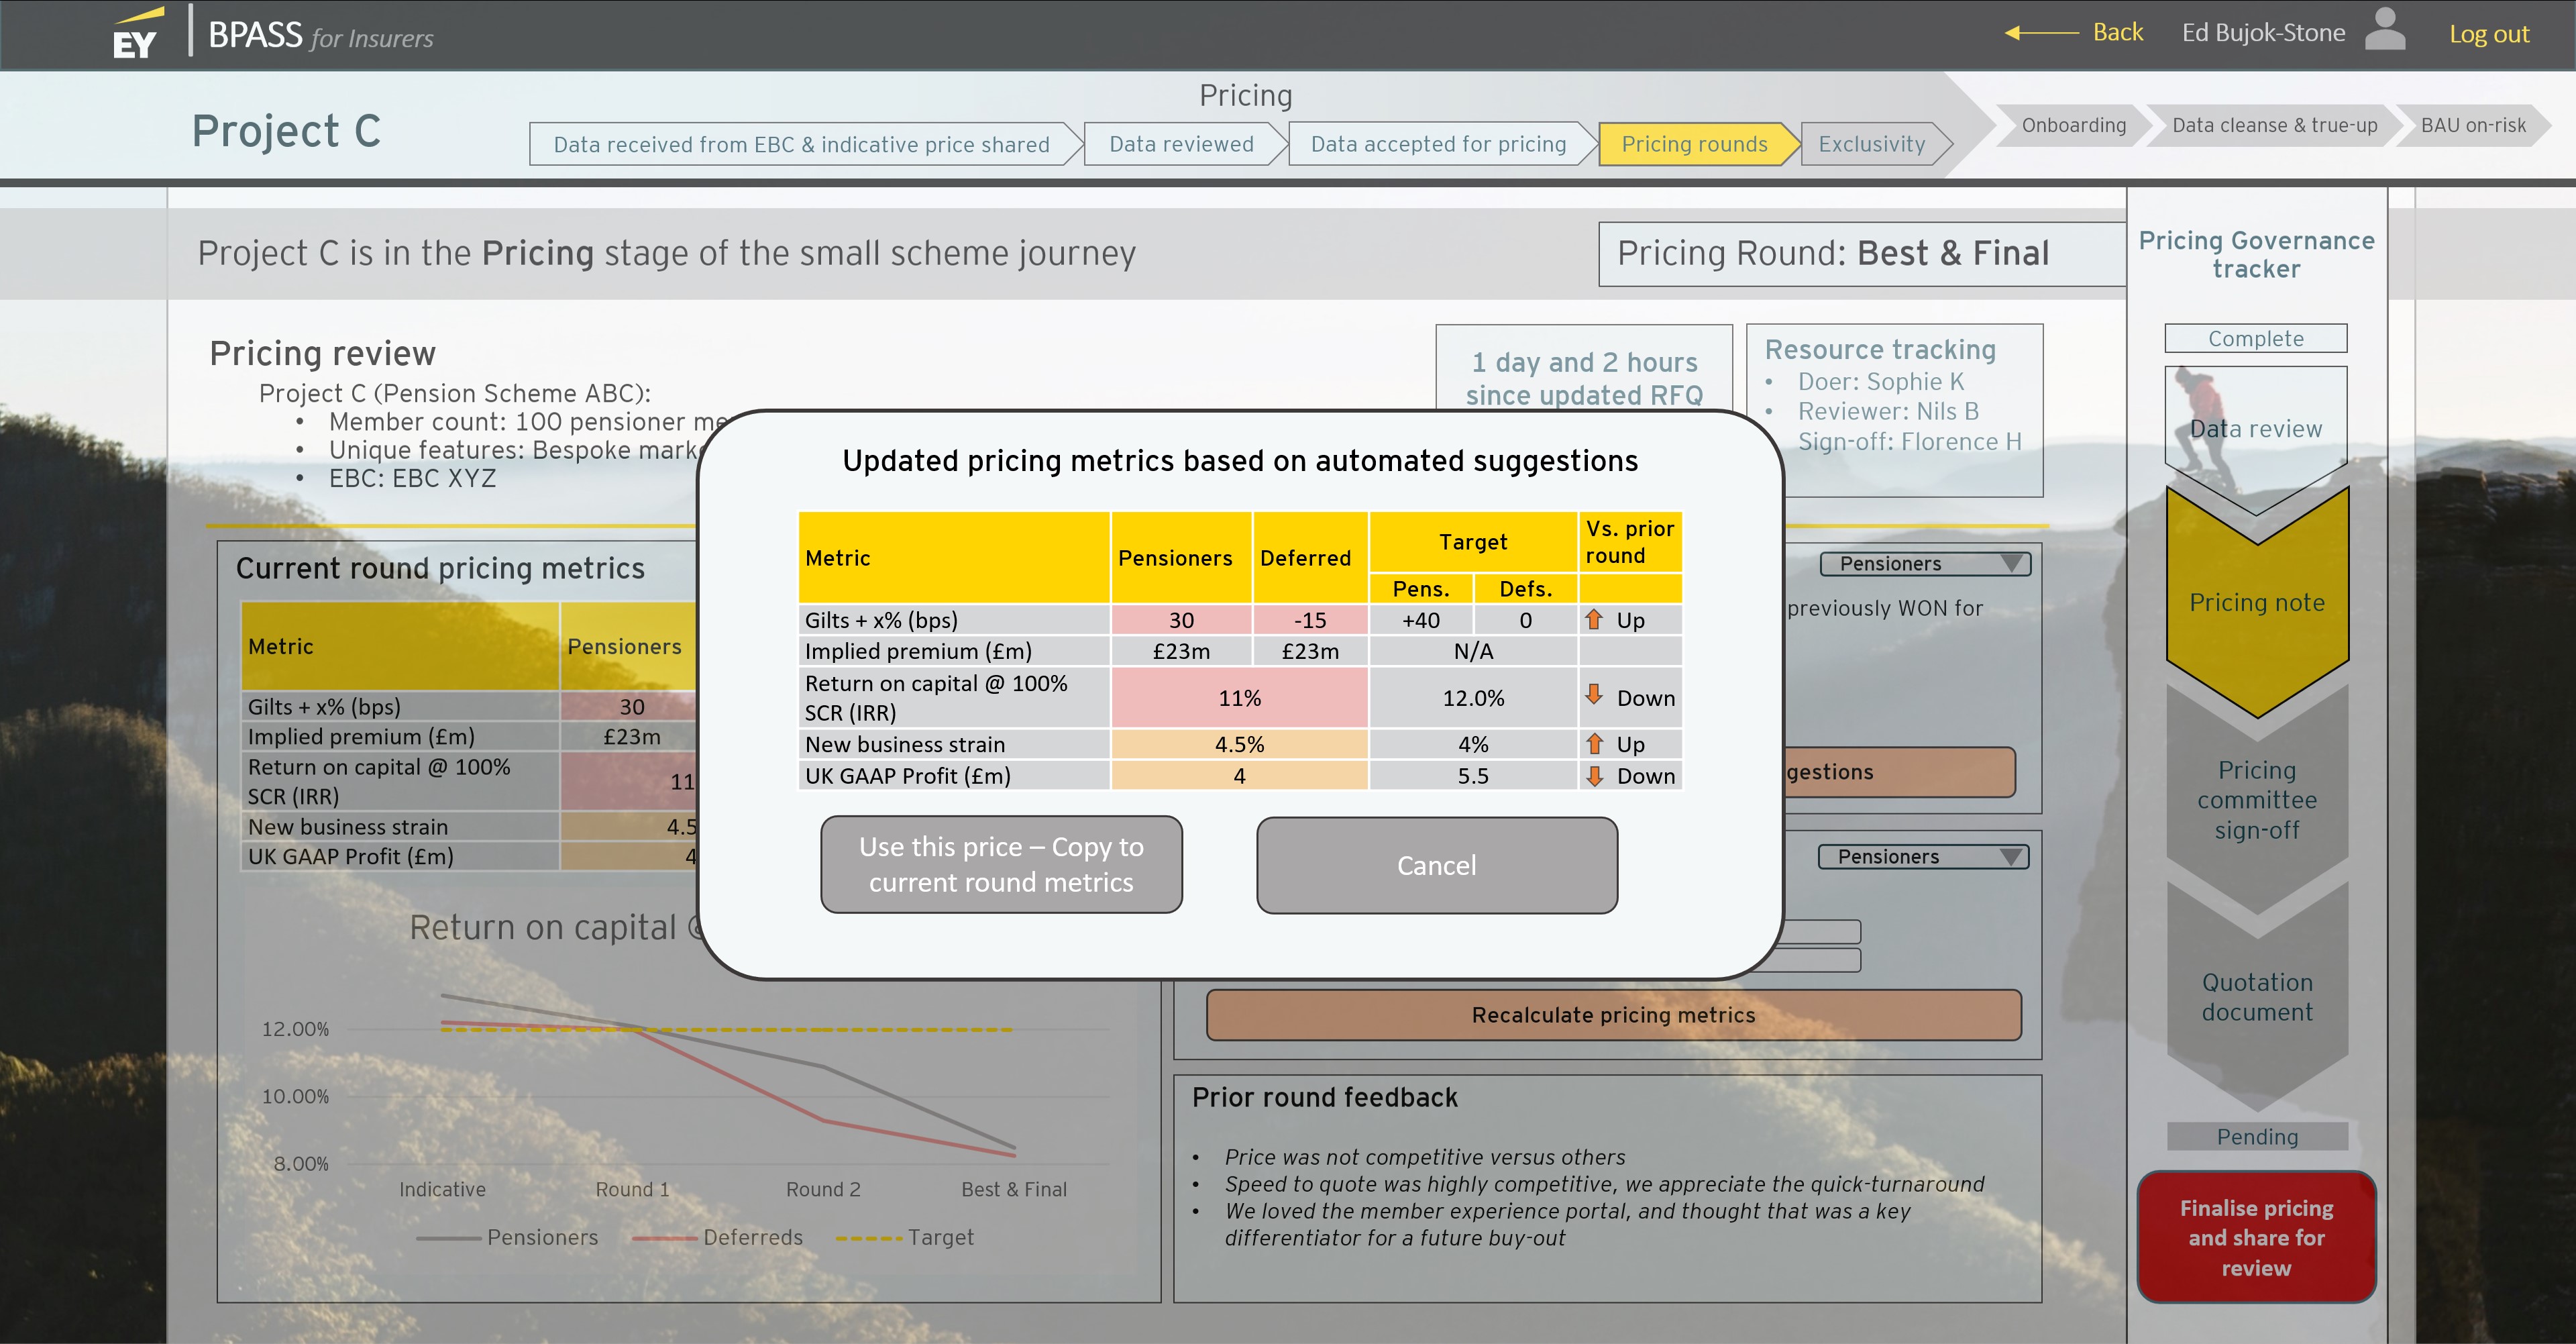 EY | BPASS for Insurers
Back
Ed Bujok-Stone
Log out
Project C
Pricing
Data received from EBC & indicative price shared
Data reviewed
Data accepted for pricing
Pricing rounds
Exclusivity
Onboarding
Data cleanse & true-up
BAU on-risk
Project C is in the Pricing stage of the small scheme journey
Pricing Round: Best & Final
Pricing review
Project C (Pension Scheme ABC):
• Member count: 100 pensioner
• Unique features: Bespoke
• EBC: EBC XYZ
1 day and 2 hours
since updated RFQ
Resource tracking
• Doer: Sophie K
• Reviewer: Nils B
Sign-off: Florence H
Current round pricing metrics
Metric Pensioners
Gilts + x% (bps) 30
Implied premium (£m) £23m
Return on capital @ 100%
SCR (IRR) 11
New business strain 4.5
UK GAAP Profit (£m) 4
Updated pricing metrics based on automated suggestions
Metric Pensioners Deferred Target Vs. prior
round
Pens. Defs.
Gilts + x% (bps) 30 -15 +40 0 Up
Implied premium (£m) £23m £23m N/A
Return on capital @ 100%
SCR (IRR) 11% 12.0% Down
New business strain 4.5% 4% Up
UK GAAP Profit (£m) 4 5.5 Down
Use this price – Copy to
current round metrics
Cancel
Pensioners
previously WON for
gestions
Pensioners
Recalculate pricing metrics
Return on capital
12.00%
10.00%
8.00%
Indicative Round 1 Round 2 Best & Final
Pensioners Deferreds Target
Prior round feedback
• Price was not competitive versus others
• Speed to quote was highly competitive, we appreciate the quick-turnaround
• We loved the member experience portal, and thought that was a key
differentiator for a future buy-out
Pricing Governance
tracker
Complete
Data review
Pricing note
Pricing
committee
sign-off
Quotation
document
Pending
Finalise pricing
and share for
review